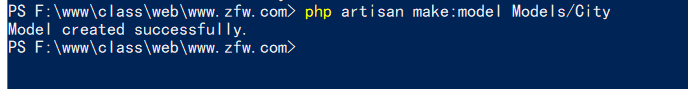 PS F:\www\class\web\www.zfw.com> php artisan make:model Models/City
Model created successfully.
PS F:\www\class\web\www.zfw.com>